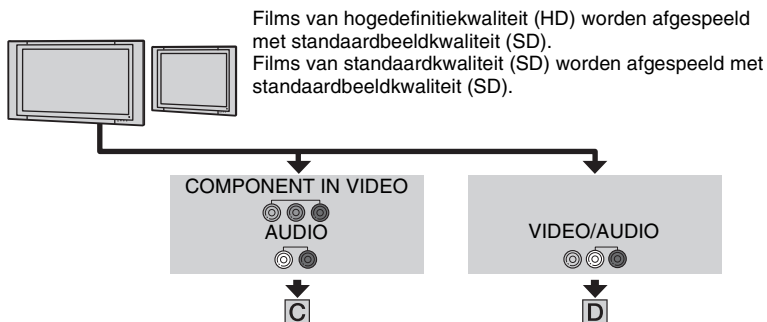 Films van hogedefinitiekwaliteit (HD) worden afgespeeld
met standaardbeeldkwaliteit (SD).
Films van standaardkwaliteit (SD) worden afgespeeld met
standaardbeeldkwaliteit (SD).
COMPONENT IN VIDEO
AUDIO
VIDEO/AUDIO
C
D